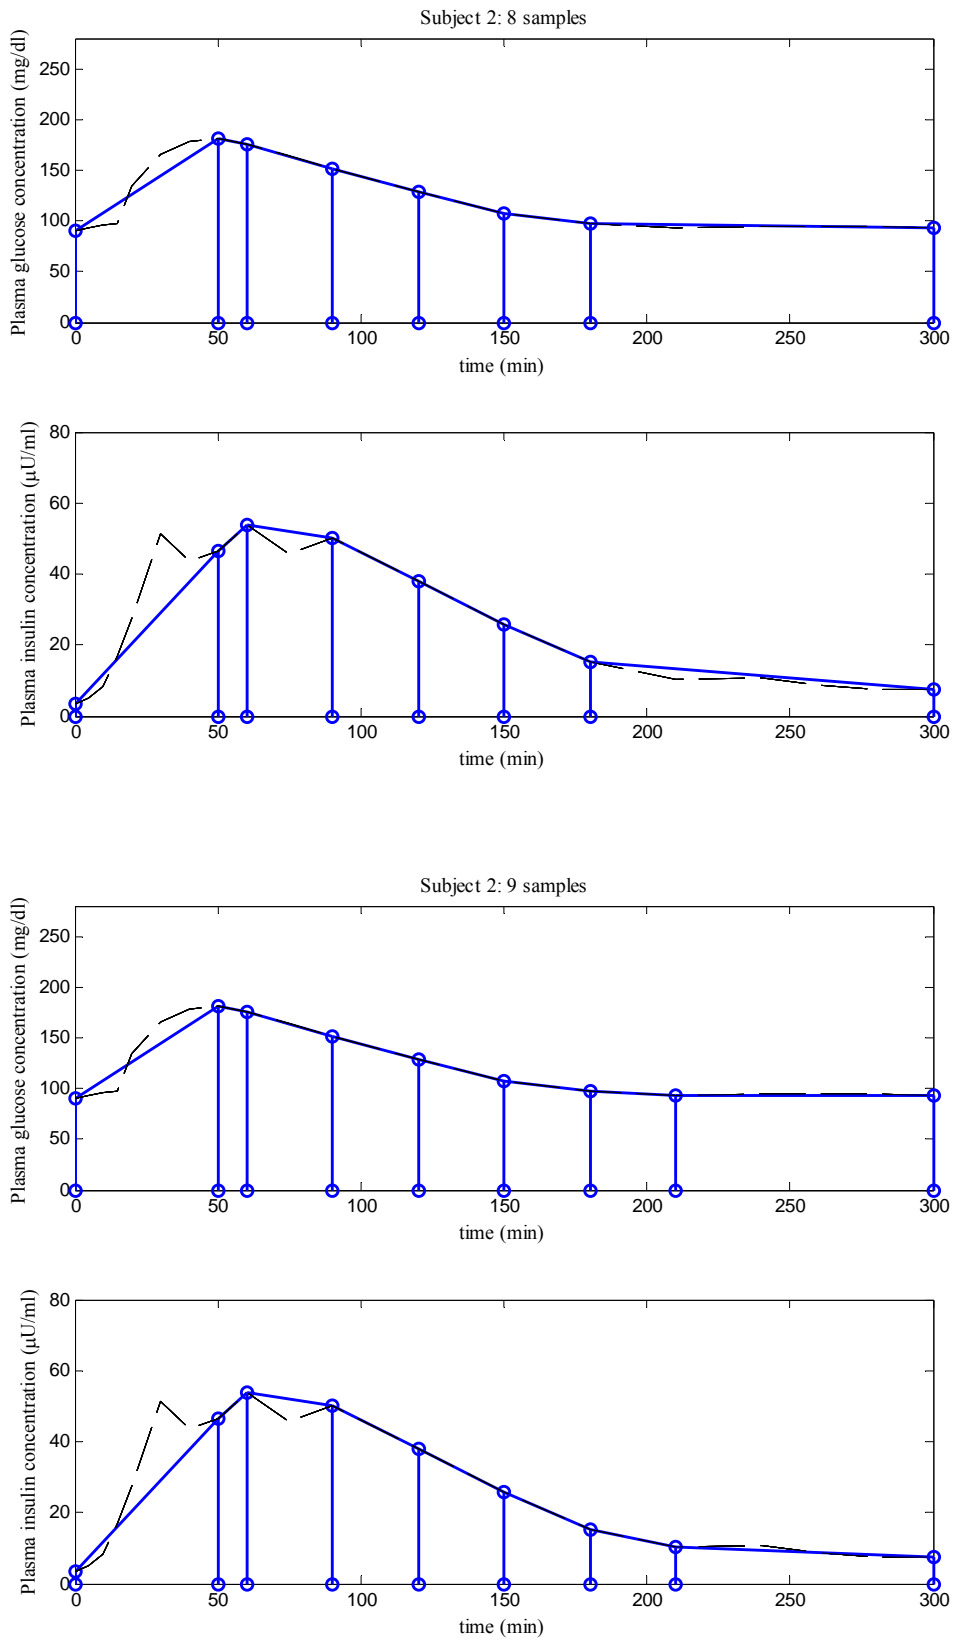 Subject 2: 8 samples
Plasma glucose concentration (mg/dl)
250
200
150
100
50
0
0 50 100 150 200 250 300
time (min)
Plasma insulin concentration (μU/ml)
80
60
40
20
0
0 50 100 150 200 250 300
time (min)
Subject 2: 9 samples
Plasma glucose concentration (mg/dl)
250
200
150
100
50
0
0 50 100 150 200 250 300
time (min)
Plasma insulin concentration (μU/ml)
80
60
40
20
0
0 50 100 150 200 250 300
time (min)